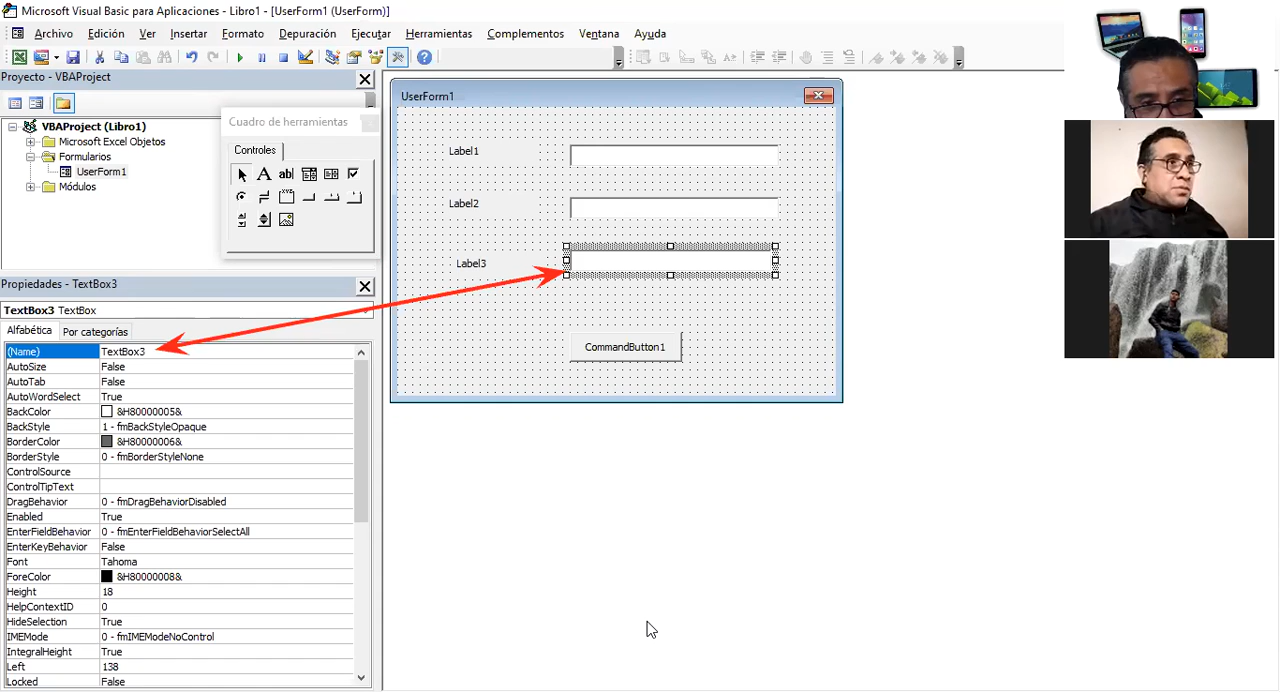 Microsoft Visual Basic para Aplicaciones - Libro1 - [UserForm1 (UserForm)]
Archivo Edición Ver Insertar Formato Depuración Ejecutar Herramientas Complementos Ventana Ayuda
Proyecto - VBAProject
VBAProject (Libro1)
Microsoft Excel Objetos
Formularios
UserForm1
Módulos
Cuadro de herramientas
Controles
A ab|
UserForm1
Label1
Label2
Label3
CommandButton1
Propiedades - TextBox3
TextBox3 TextBox
Alfabética Por categorías
(Name) TextBox3
AutoSize False
AutoTab False
AutoWordSelect True
BackColor &H80000005&
BackStyle 1 - fmBackStyleOpaque
BorderColor &H80000006&
BorderStyle 0 - fmBorderStyleNone
ControlSource
ControlTipText
DragBehavior 0 - fmDragBehaviorDisabled
Enabled True
EnterFieldBehavior 0 - fmEnterFieldBehaviorSelectAll
EnterKeyBehavior False
Font Tahoma
ForeColor &H80000008&
Height 18
HelpContextID 0
HideSelection True
IMEMode 0 - fmIMEModeNoControl
IntegralHeight True
Left 138
Locked False